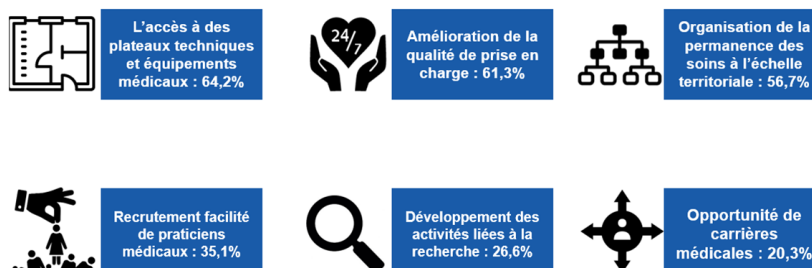 L'accès à des
plateaux techniques
et équipements
médicaux : 64,2%
24/7
Amélioration de la
qualité de prise en
charge : 61,3%
Organisation de la
permanence des
soins à l'échelle
territoriale : 56,7%
Recrutement facilité
de praticiens
médicaux : 35,1%
Développement des
activités liées à la
recherche : 26,6%
Opportunité de
carrières
médicales : 20,3%